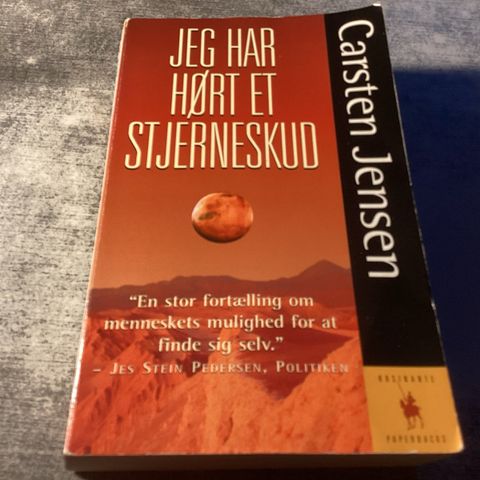 JEG HAR
HØRT ET
STJERNESKUD
Carsten Jensen
“En stor fortælling om
menneskets mulighed for at
finde sig selv.”
– JES STEIN PEDERSEN, POLITIKEN
ROSINANTE
PAPERBACKS